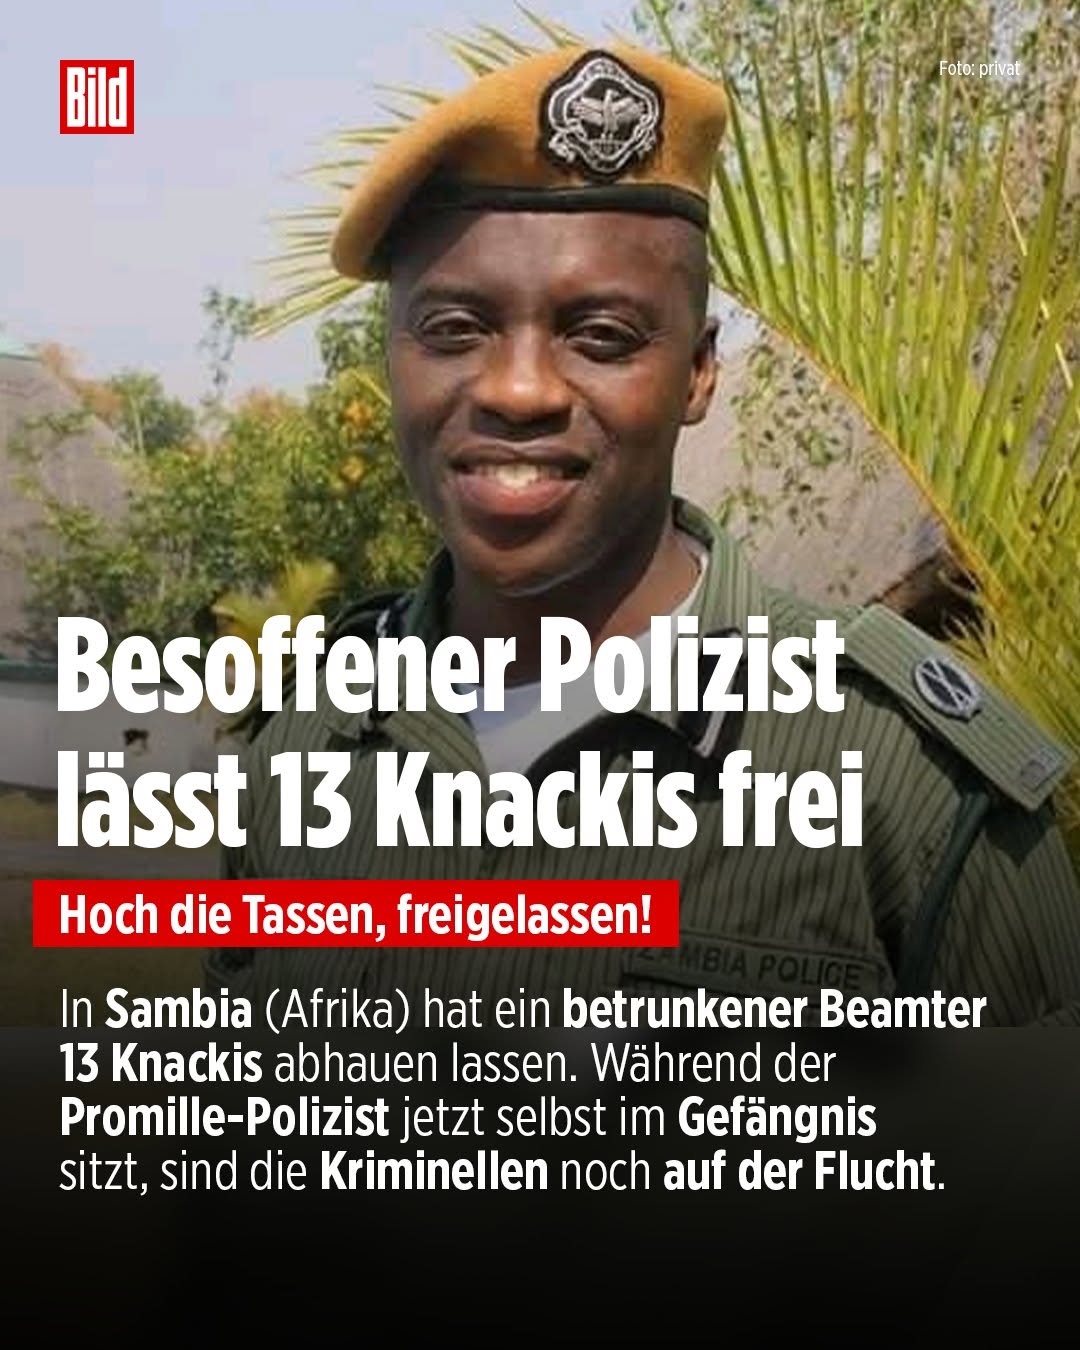 Bild
Foto: privat
Besoffener Polizist
lässt 13 Knackis frei
Hoch die Tassen, freigelassen!
ZAMBIA POLICE
In Sambia (Afrika) hat ein betrunkener Beamter
13 Knackis abhauen lassen. Während der
Promille-Polizist jetzt selbst im Gefängnis
sitzt, sind die Kriminellen noch auf der Flucht.